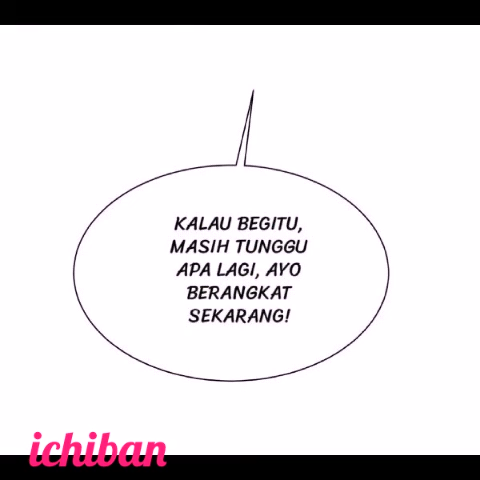 KALAU BEGITU,
MASIH TUNGGU
APA LAGI, AYO
BERANGKAT
SEKARANG!
ichiban